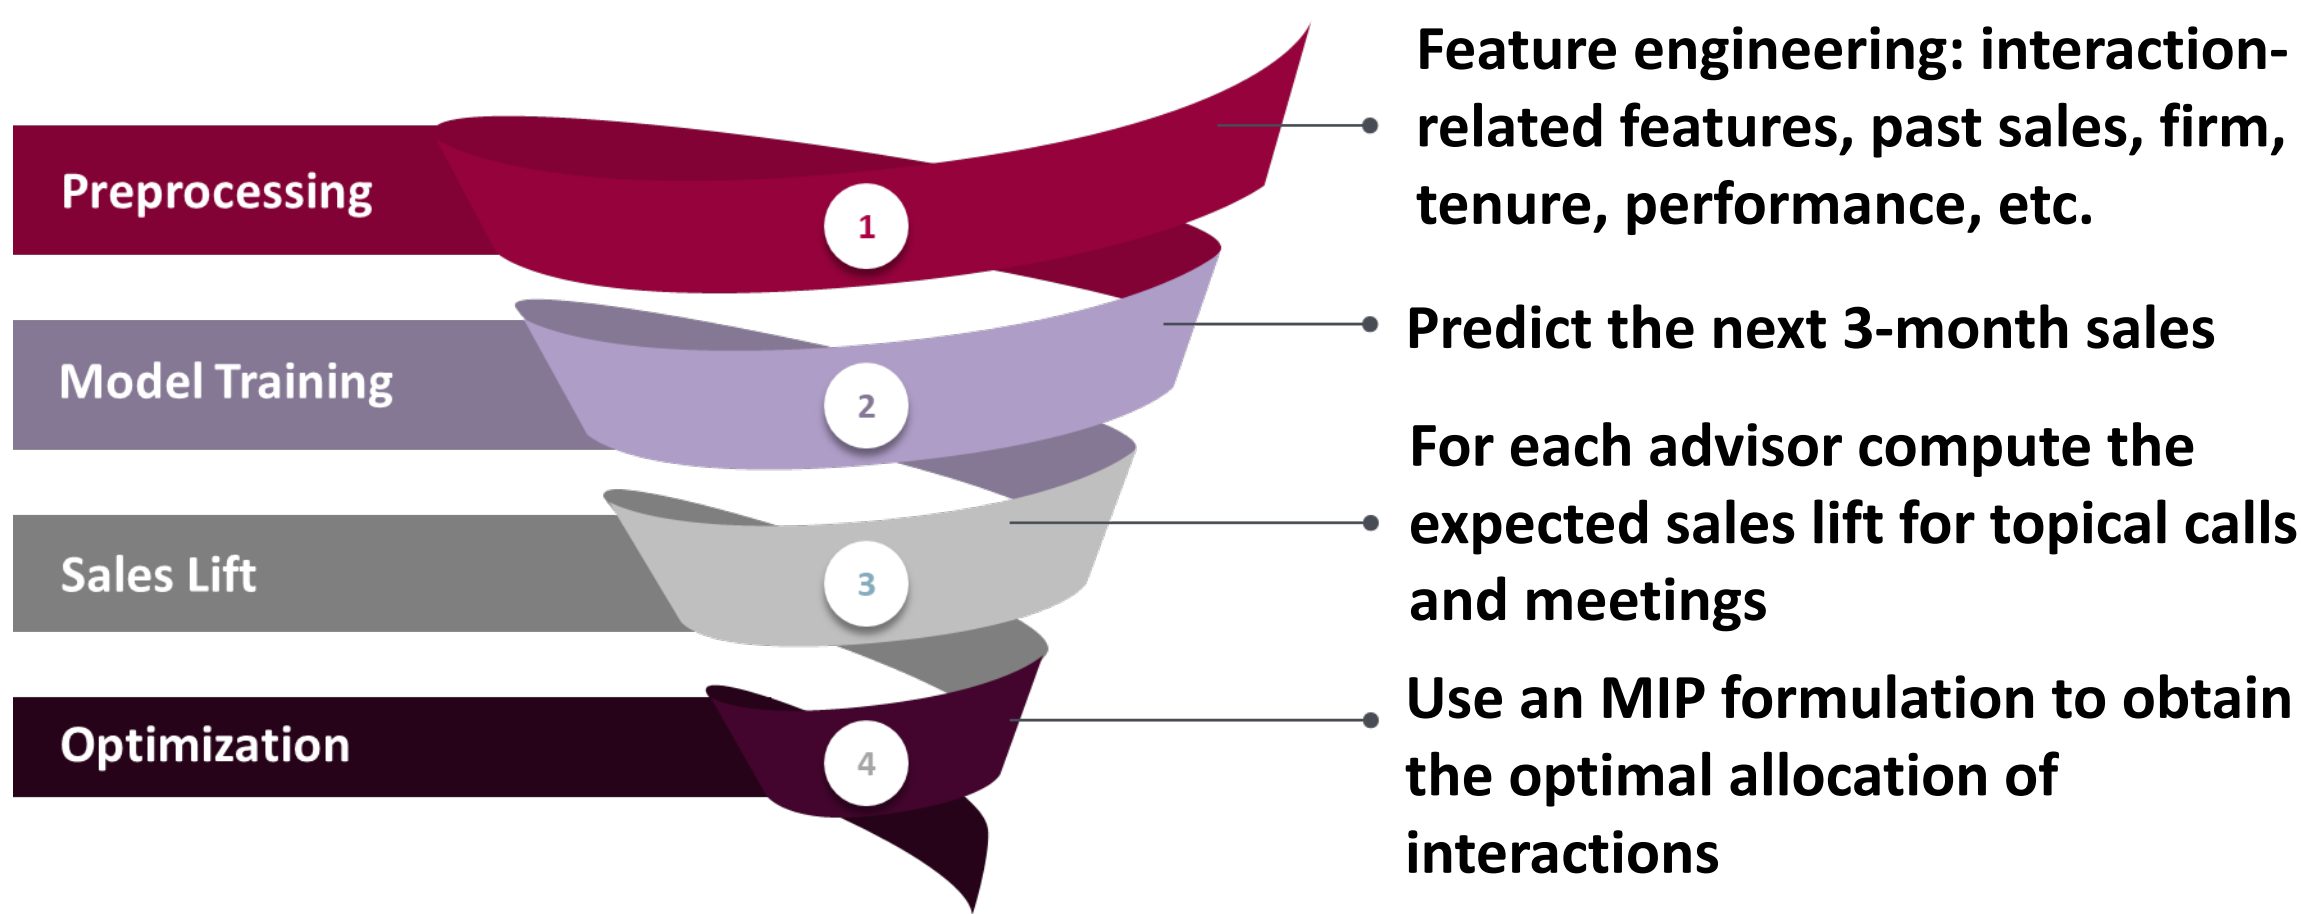 Preprocessing
1
Feature engineering: interaction-
related features, past sales, firm,
tenure, performance, etc.
Model Training
2
Predict the next 3-month sales
Sales Lift
3
For each advisor compute the
expected sales lift for topical calls
and meetings
Optimization
4
Use an MIP formulation to obtain
the optimal allocation of
interactions